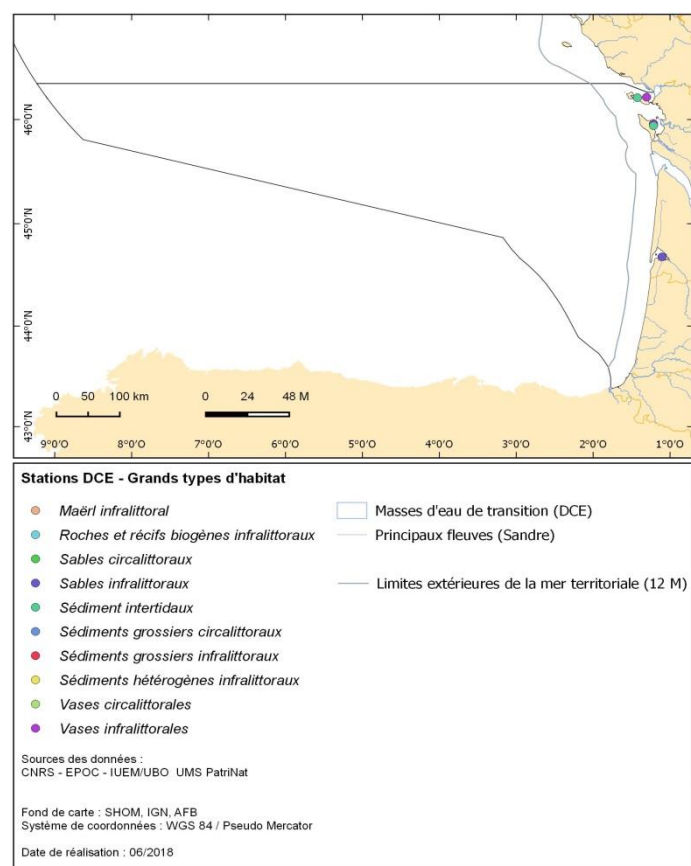 46°0'N
45°0'N
44°0'N
43°0'N
0 50 100 km
0 24 48 M
9°0'O 8°0'O 7°0'O 6°0'O 5°0'O 4°0'O 3°0'O 2°0'O 1°0'O
Stations DCE - Grands types d'habitat
Maërl infralittoral
Roches et récifs biogènes infralittoraux
Sables circalittoraux
Sables infralittoraux
Sédiment intertidaux
Sédiments grossiers circalittoraux
Sédiments grossiers infralittoraux
Sédiments hétérogènes infralittoraux
Vases circalittorales
Vases infralittorales
Masses d'eau de transition (DCE)
Principaux fleuves (Sandre)
Limites extérieures de la mer territoriale (12 M)
Sources des données :
CNRS - EPOC - IUEM/UBO UMS PatriNat
Fond de carte : SHOM, IGN, AFB
Système de coordonnées : WGS 84 / Pseudo Mercator
Date de réalisation : 06/2018